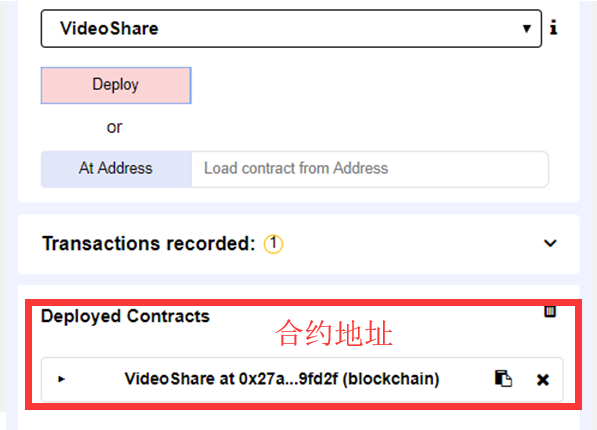 VideoShare
Deploy
or
At Address Load contract from Address
Transactions recorded: 1
Deployed Contracts
合约地址
VideoShare at 0x27a...9fd2f (blockchain)